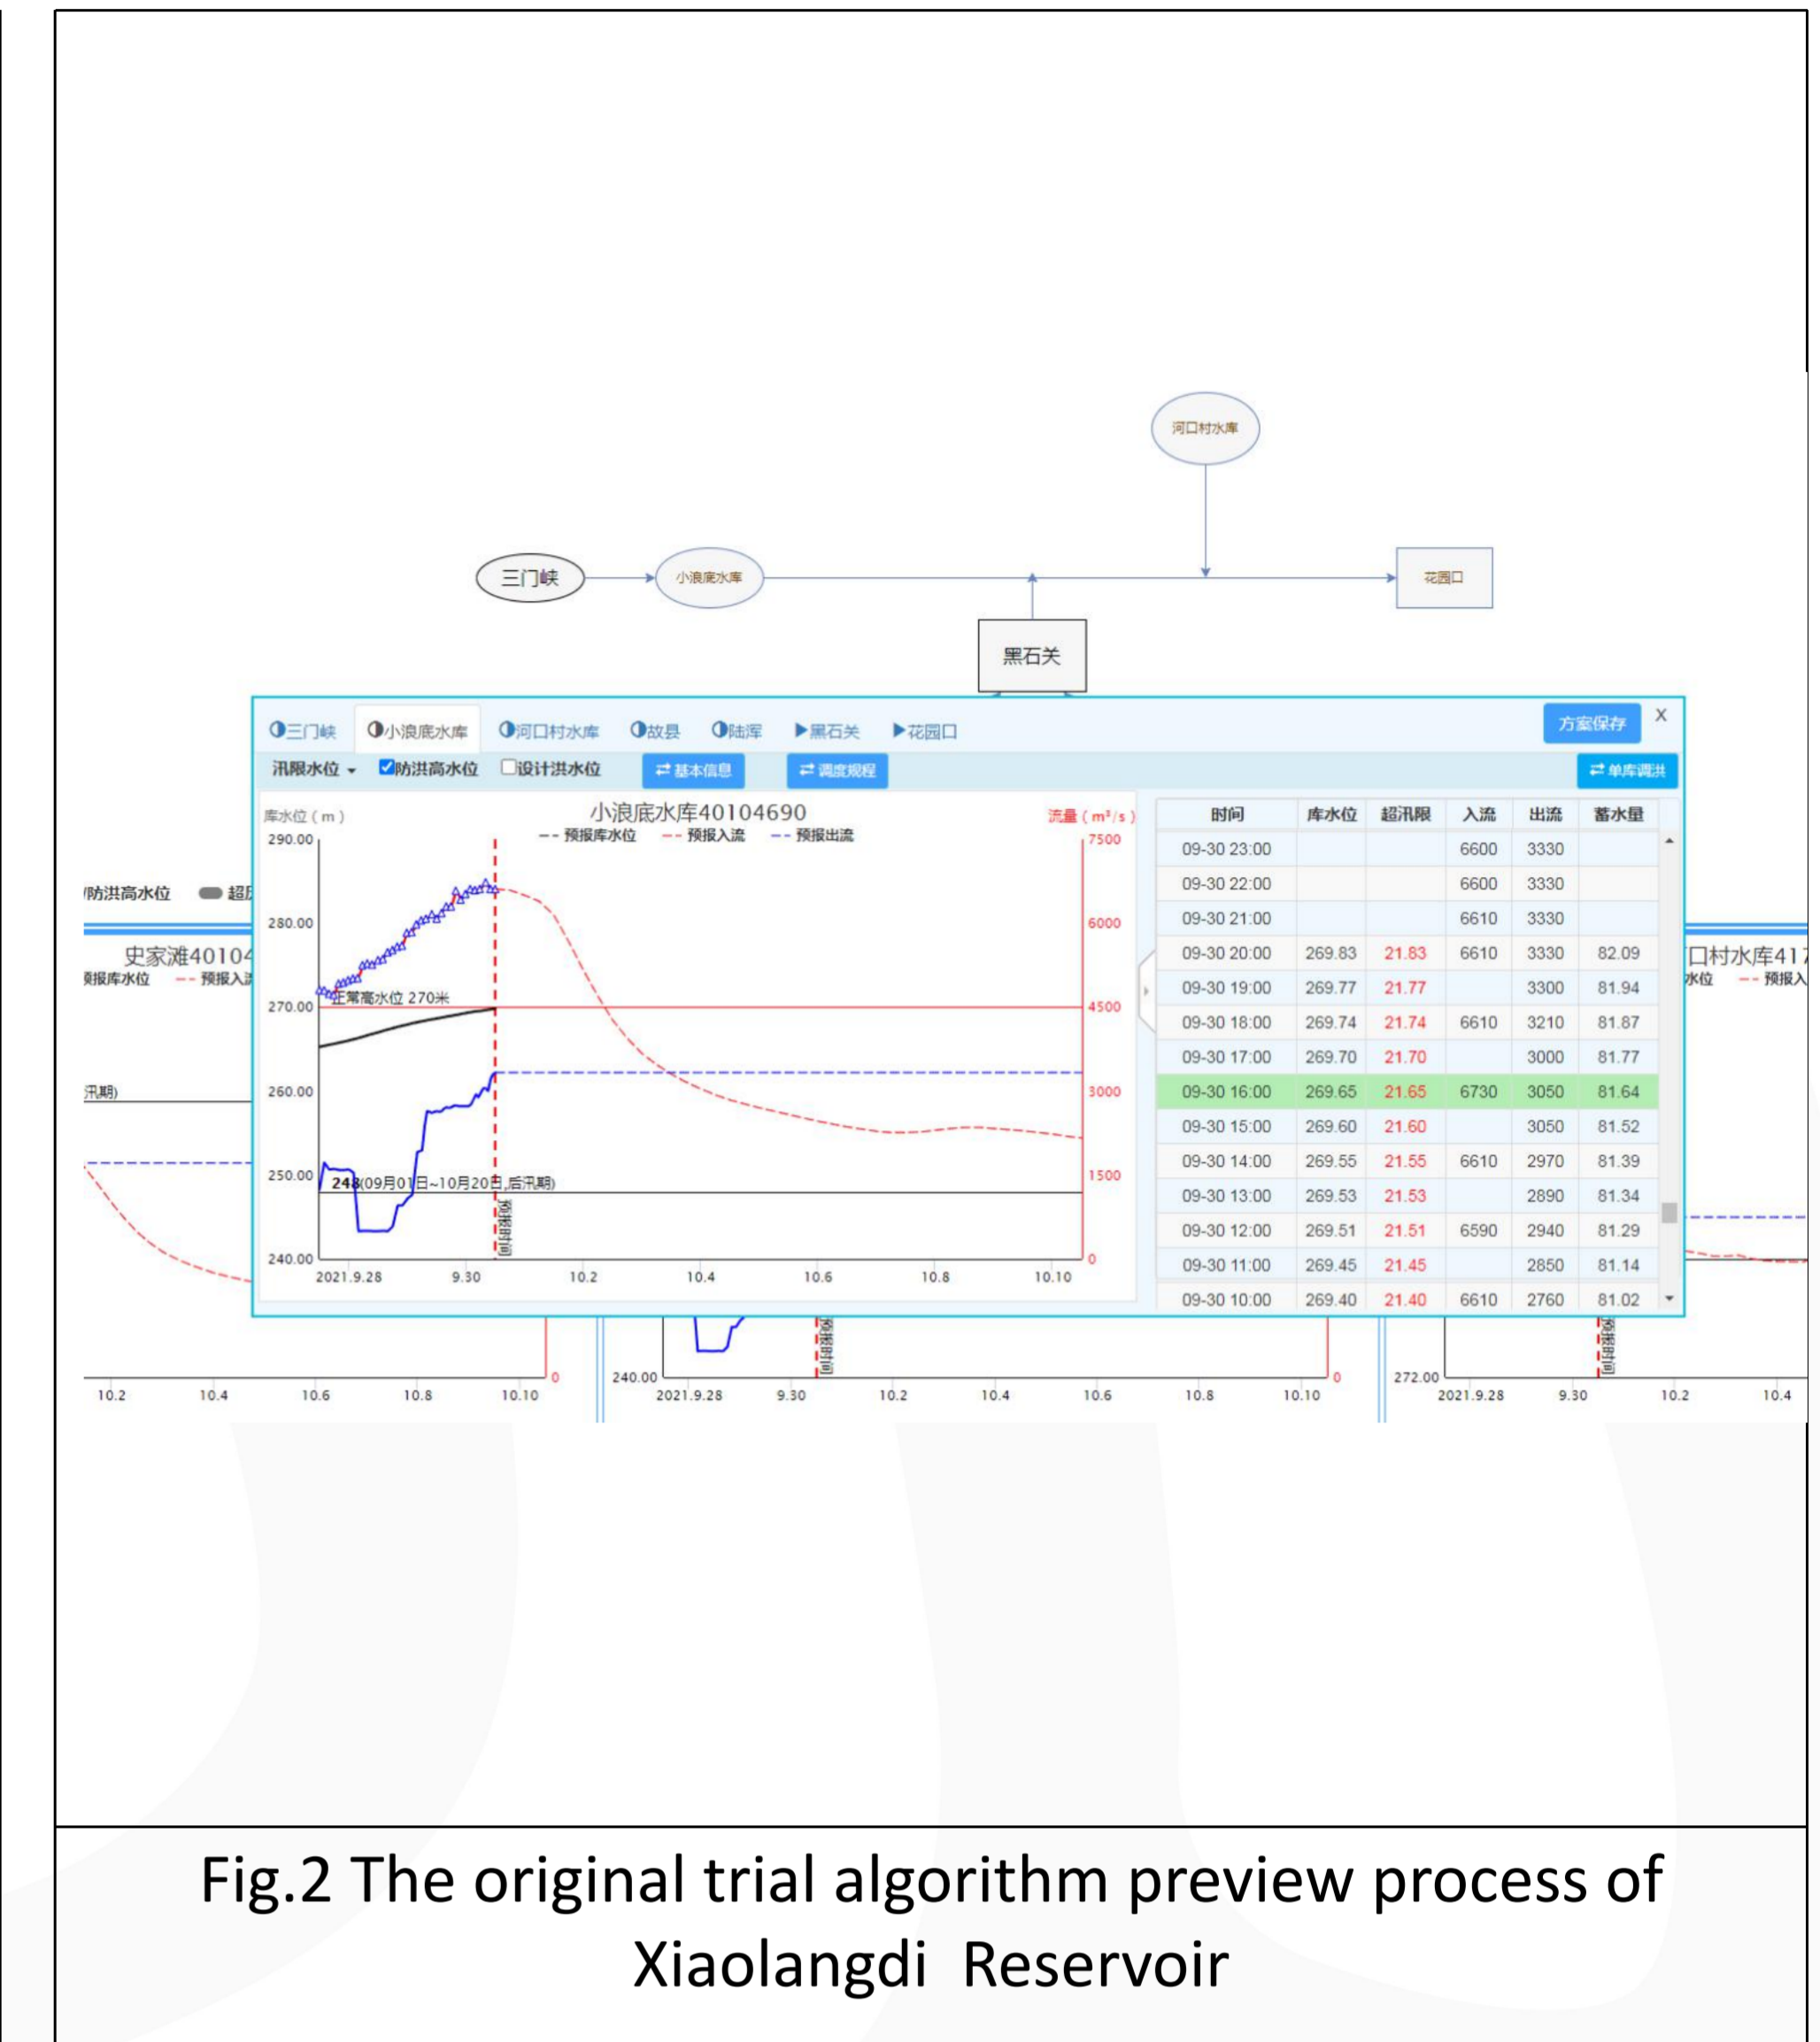 河口村水库
三门峡
小浪底水库
花园口
黑石关
三门峡 小浪底水库 河口村水库 故县 陆浑 黑石关 花园口 方案保存 X
汛限水位 防洪高水位 设计洪水位 基本信息 调度规程 单库调洪
库水位(m) 小浪底水库40104690 流量(m³/s)
-- 预报库水位 -- 预报入流 -- 预报出流
290.00 7500
280.00 6000
正常高水位 270米
270.00 4500
260.00 3000
250.00 1500
248(09月01日~10月20日,后汛期)
预报时间
240.00 0
2021.9.28 9.30 10.2 10.4 10.6 10.8 10.10
时间 库水位 超汛限 入流 出流 蓄水量
09-30 23:00 6600 3330
09-30 22:00 6600 3330
09-30 21:00 6610 3330
09-30 20:00 269.83 21.83 6610 3330 82.09
09-30 19:00 269.77 21.77 3300 81.94
09-30 18:00 269.74 21.74 6610 3210 81.87
09-30 17:00 269.70 21.70 3000 81.77
09-30 16:00 269.65 21.65 6730 3050 81.64
09-30 15:00 269.60 21.60 3050 81.52
09-30 14:00 269.55 21.55 6610 2970 81.39
09-30 13:00 269.53 21.53 2890 81.34
09-30 12:00 269.51 21.51 6590 2940 81.29
09-30 11:00 269.45 21.45 2850 81.14
09-30 10:00 269.40 21.40 6610 2760 81.02
/防洪高水位 超
史家滩40104
预报库水位 -- 预报入
汛期)
口村水库417
水位 -- 预报入
0 240.00 预报时间 0 272.00 预报时间
10.2 10.4 10.6 10.8 10.10 2021.9.28 9.30 10.2 10.4 10.6 10.8 10.10 2021.9.28 9.30 10.2 10.4
Fig.2 The original trial algorithm preview process of
Xiaolangdi Reservoir